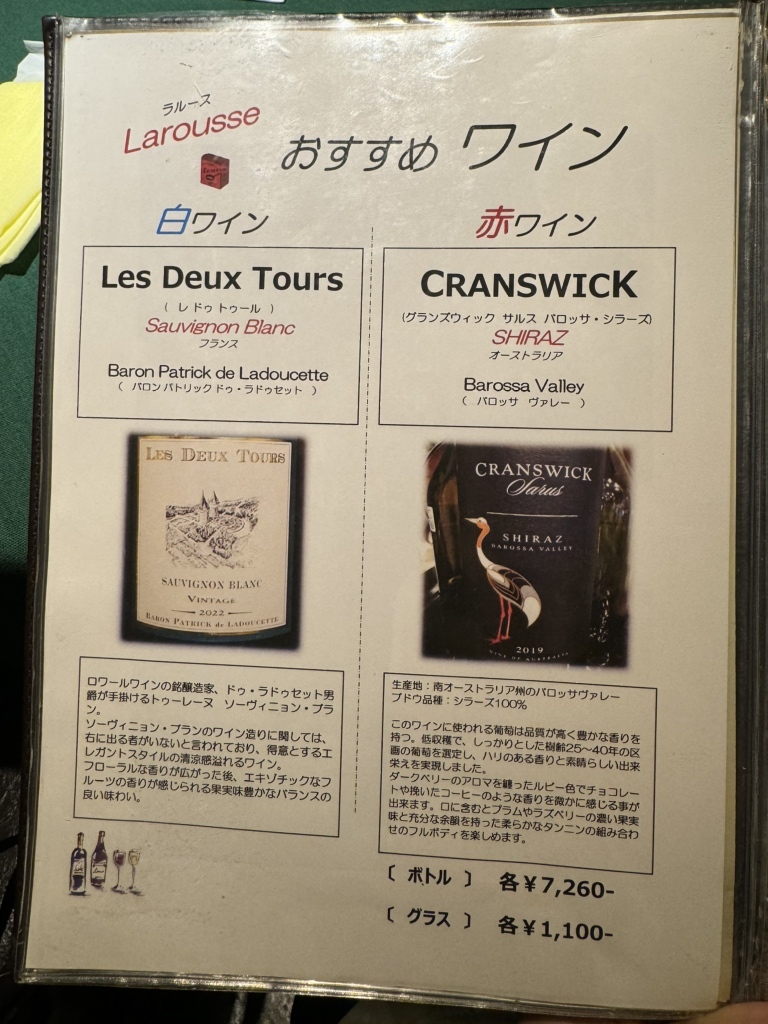 ラルース
Larousse
おすすめ ワイン
白ワイン
Les Deux Tours
( レ ドゥ トゥール )
Sauvignon Blanc
フランス
Baron Patrick de Ladoucette
( バロン パトリック ドゥ・ラドゥセット )
LES DEUX TOURS
SAUVIGNON BLANC
VINTAGE
2022
BARON PATRICK de LADOUCETTE
ロワールワインの銘醸造家、ドゥ・ラドゥセット男
爵が手掛けるトゥーレーヌ ソーヴィニョン・ブラ
ン。
ソーヴィニョン・ブランのワイン造りに関しては、
右に出る者がいないと言われており、得意とするエ
レガントスタイルの清涼感溢れるワイン。
フローラルな香りが広がった後、エキゾチックなフ
ルーツの香りが感じられる果実味豊かなバランスの
良い味わい。
赤ワイン
CRANSWICK
(グランズウィック サルス バロッサ・シラーズ)
SHIRAZ
オーストラリア
Barossa Valley
( バロッサ ヴァレー )
CRANSWICK
Sarus
SHIRAZ
BAROSSA VALLEY
2019
WINE OF AUSTRALIA
生産地：南オーストラリア州のバロッサヴァレー
ブドウ品種：シラーズ100%
このワインに使われる葡萄は品質が高く豊かな香りを
持つ。低収穫で、しっかりとした樹齢25～40年の区
画の葡萄を選定し、ハリのある香りと素晴らしい出来
栄えを実現しました。
ダークベリーのアロマを纏ったルビー色でチョコレー
トや挽いたコーヒーのような香りを微かに感じる事が
出来ます。口に含むとプラムやラズベリーの濃い果実
味と充分な余韻を持った柔らかなタンニンの組み合わ
せのフルボディを楽しめます。
〔 ボトル 〕 各￥7,260-
〔 グラス 〕 各￥1,100-